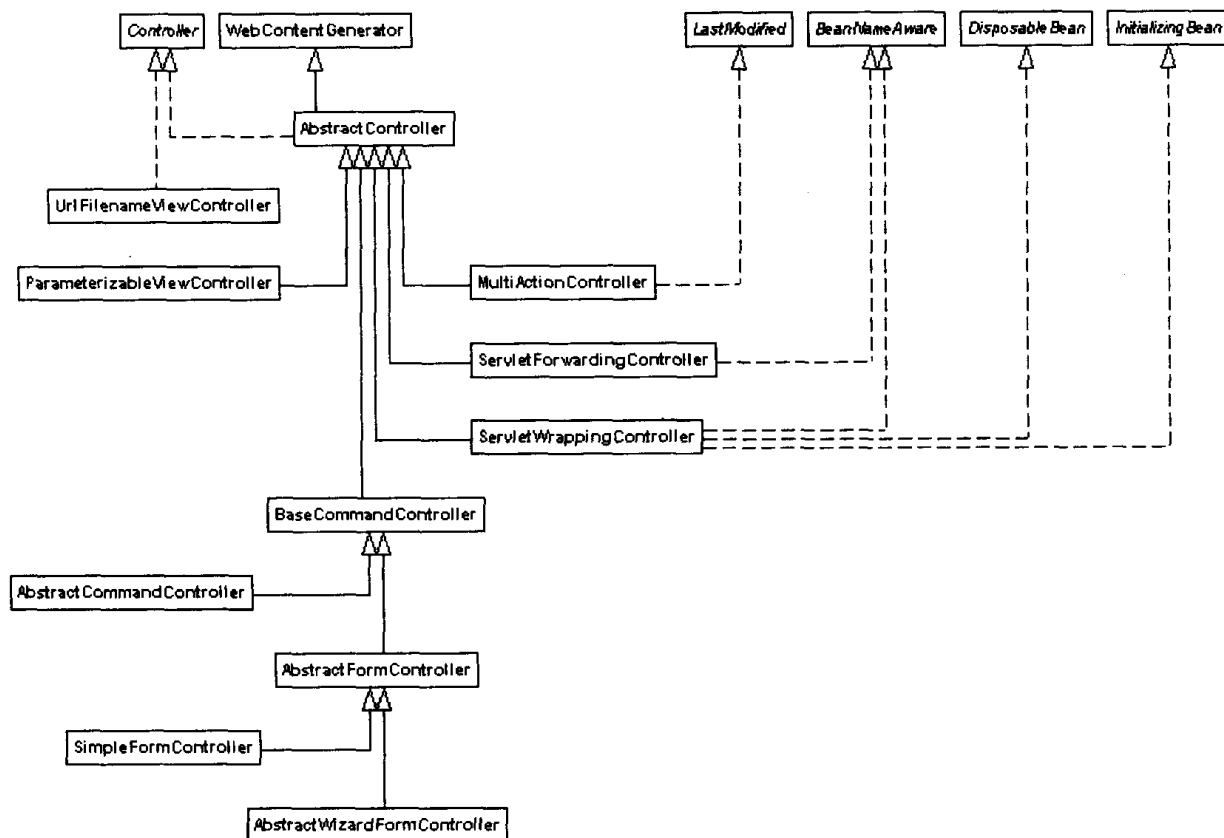 Controller
WebContentGenerator
LastModified
BeanNameAware
DisposableBean
InitializingBean
AbstractController
UrlFilenameViewController
ParameterizableViewController
MultiActionController
ServletForwardingController
ServletWrappingController
BaseCommandController
AbstractCommandController
AbstractFormController
SimpleFormController
AbstractWizardFormController